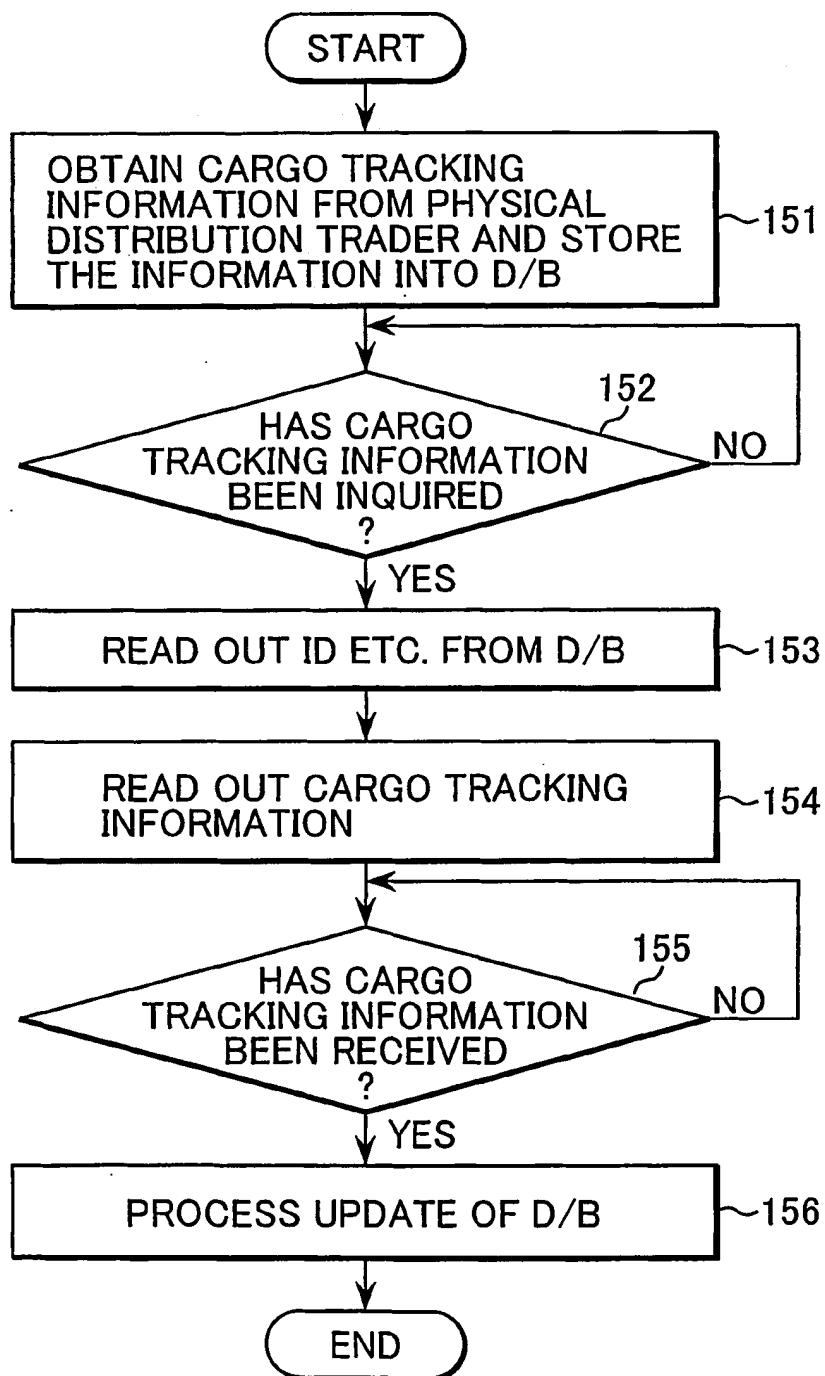 START
OBTAIN CARGO TRACKING
INFORMATION FROM PHYSICAL
DISTRIBUTION TRADER AND STORE
THE INFORMATION INTO D/B
151
152
HAS CARGO
TRACKING INFORMATION
BEEN INQUIRED
?
NO
YES
READ OUT ID ETC. FROM D/B
153
READ OUT CARGO TRACKING
INFORMATION
154
155
HAS CARGO
TRACKING INFORMATION
BEEN RECEIVED
?
NO
YES
PROCESS UPDATE OF D/B
156
END